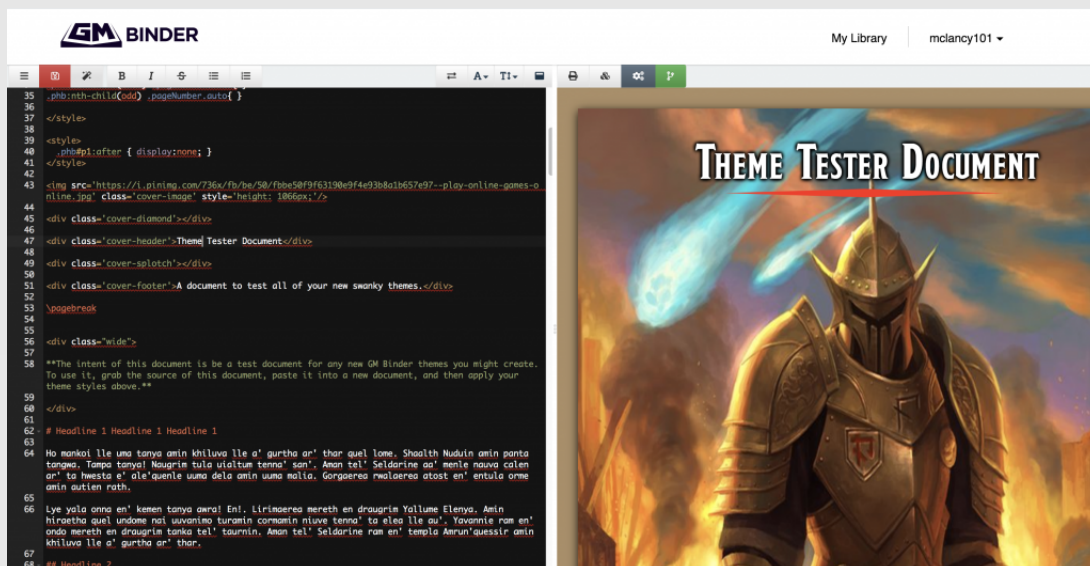 GM BINDER
My Library
mclancy101
B I S
A T
35 .phb:nth-child(odd) .pageNumber.auto{ }
36
37 </style>
38
39 <style>
40 .phb#p1:after { display:none; }
41 </style>
42
43 <img src='https://i.pinimg.com/736x/fb/be/50/fbbe50f9f63190e9f4e93b8a1b657e97--play-online-games-o
nline.jpg' class='cover-image' style='height: 1066px;'/>
44
45 <div class='cover-diamond'></div>
46
47 <div class='cover-header'>Theme Tester Document</div>
48
49 <div class='cover-splotch'></div>
50
51 <div class='cover-footer'>A document to test all of your new swanky themes.</div>
52
53 \pagebreak
54
55
56 <div class="wide">
57
58 **The intent of this document is be a test document for any new GM Binder themes you might create.
To use it, grab the source of this document, paste it into a new document, and then apply your
theme styles above.**
59
60 </div>
61
62 # Headline 1 Headline 1 Headline 1
63
64 Ho mankoi lle uma tanya amin khiluva lle a' gurtha ar' thar quel lome. Shaalth Nuduin amin panta
tangwa. Tampa tanya! Naugrim tula uialtum tenna' san'. Aman tel' Seldarine aa' menle nauva calen
ar' ta hwesta e' ale'quenle uuma dela amin uuma malia. Gorgaerea rwalaerea atost en' entula orme
amin autien rath.
65
66 Lye yala onna en' kemen tanya awra! En!. Lirimaerea mereth en draugrim Yallume Elenya. Amin
hiraetha quel undome nai uuvanimo turamin cormamin niuve tenna' ta elea lle au'. Yavannie ram en'
ondo mereth en draugrim tanka tel' taurnin. Aman tel' Seldarine ram en' templa Amrun'quessir amin
khiluva lle a' gurtha ar' thar.
67
68 ## Headline 2
THEME TESTER DOCUMENT